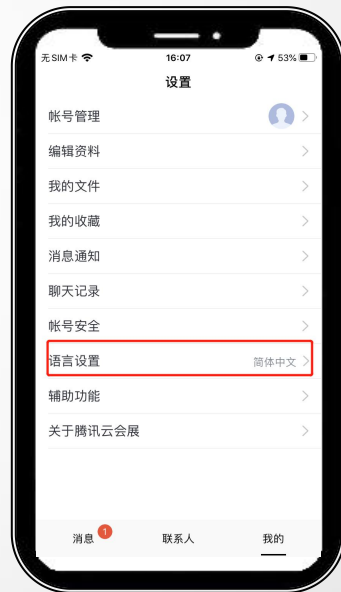 无SIM卡 16:07 53%
设置
帐号管理
编辑资料
我的文件
我的收藏
消息通知
聊天记录
帐号安全
语言设置 简体中文
辅助功能
关于腾讯云会展
消息 1 联系人 我的